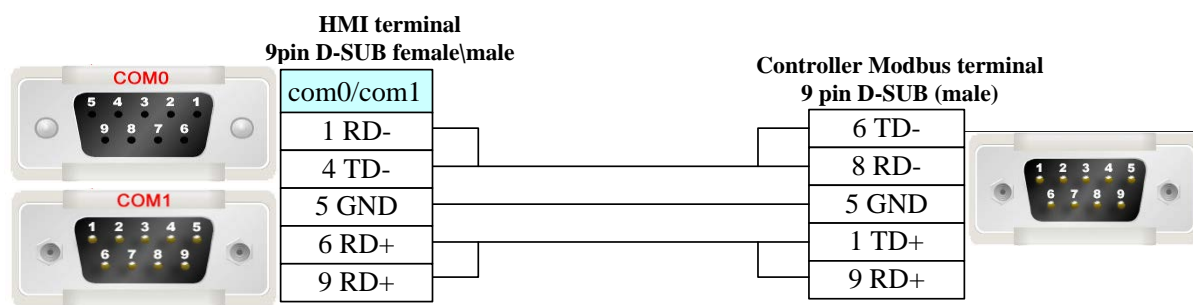 HMI terminal
9pin D-SUB female\male
COM0
5 4 3 2 1
9 8 7 6
COM1
1 2 3 4 5
6 7 8 9
com0/com1
1 RD-
4 TD-
5 GND
6 RD+
9 RD+
Controller Modbus terminal
9 pin D-SUB (male)
6 TD-
8 RD-
5 GND
1 TD+
9 RD+
1 2 3 4 5
6 7 8 9